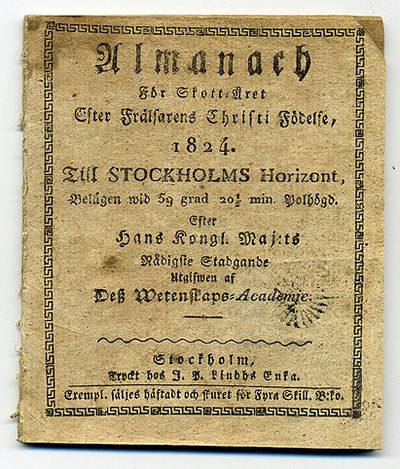 Almanach
För Skott-Året
Efter Frälsarens Christi Födelse,
1824.
Till STOCKHOLMS Horizont,
Belägen wid 59 grad 20½ min. Polhögd.
Efter
Hans Kongl. Maj:ts
Nådigste Stadgande
Utgifwen af
Deß Wetenskaps-Academie.
Stockholm,
Tryckt hos J. P. Lindhs Enka.
Exempl. säljes häftadt och skuret för Fyra Skill. B:ko.